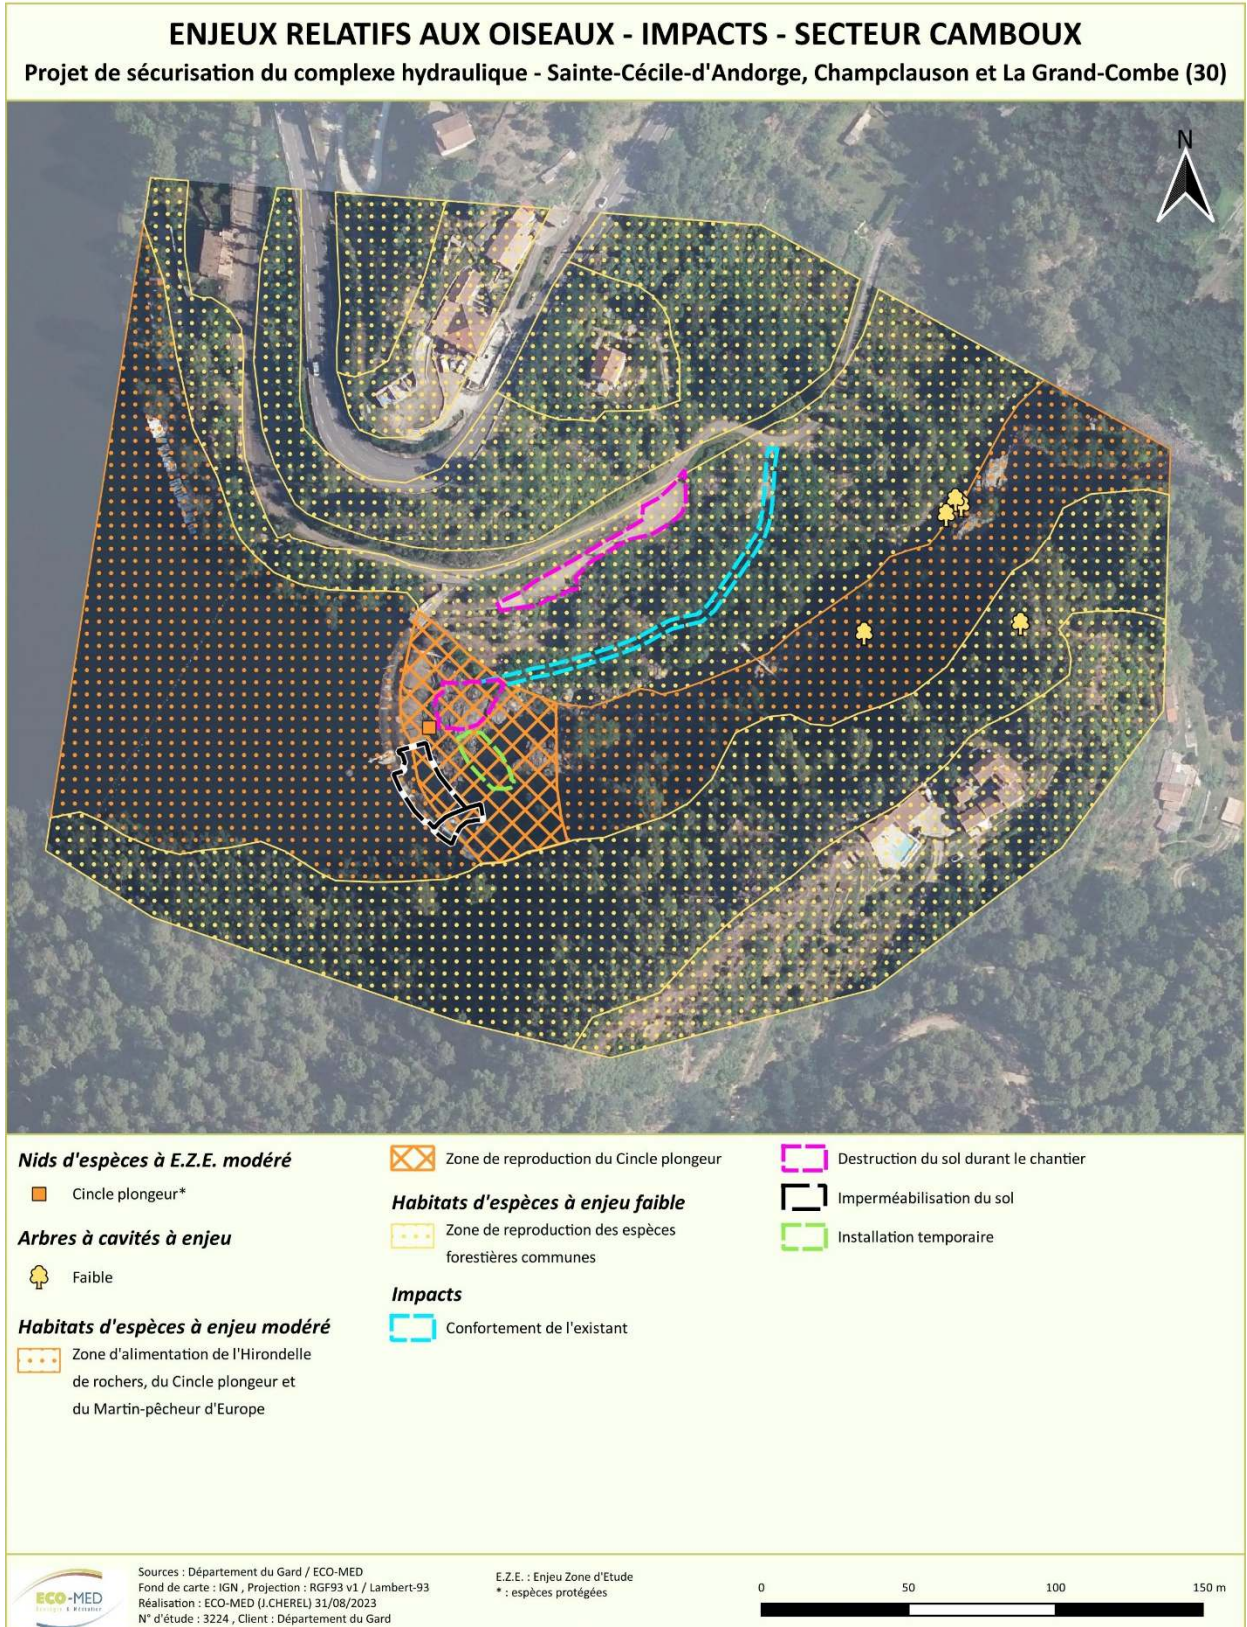 ENJEUX RELATIFS AUX OISEAUX - IMPACTS - SECTEUR CAMBOUX
Projet de sécurisation du complexe hydraulique - Sainte-Cécile-d'Andorge, Champclauson et La Grand-Combe (30)
N
Nids d'espèces à E.Z.E. modéré
Cincle plongeur*
Arbres à cavités à enjeu
Faible
Habitats d'espèces à enjeu modéré
Zone d'alimentation de l'Hirondelle
de rochers, du Cincle plongeur et
du Martin-pêcheur d'Europe
Zone de reproduction du Cincle plongeur
Habitats d'espèces à enjeu faible
Zone de reproduction des espèces
forestières communes
Impacts
Confortement de l'existant
Destruction du sol durant le chantier
Imperméabilisation du sol
Installation temporaire
ECO-MED
Sources : Département du Gard / ECO-MED
Fond de carte : IGN , Projection : RGF93 v1 / Lambert-93
Réalisation : ECO-MED (J.CHEREL) 31/08/2023
N° d'étude : 3224 , Client : Département du Gard
E.Z.E. : Enjeu Zone d'Etude
* : espèces protégées
0 50 100 150 m